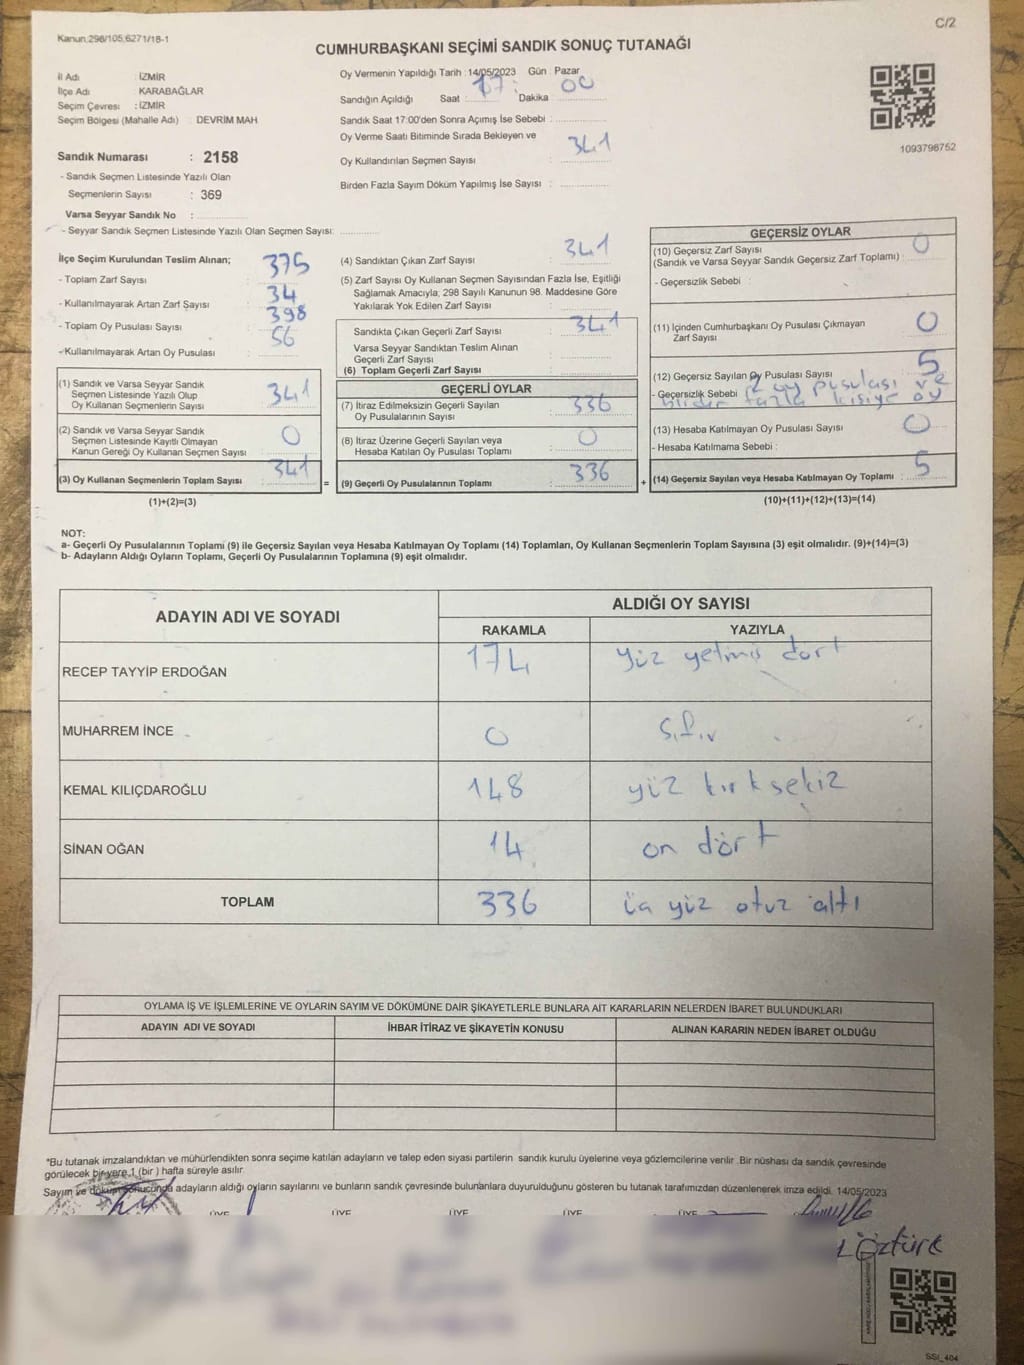 C/2
Kanun:298/105;6271/18-1
CUMHURBAŞKANI SEÇİMİ SANDIK SONUÇ TUTANAĞI
İl Adı : İZMİR
İlçe Adı : KARABAĞLAR
Seçim Çevresi : İZMİR
Seçim Bölgesi (Mahalle Adı) : DEVRİM MAH
Sandık Numarası : 2158
- Sandık Seçmen Listesinde Yazılı Olan
Seçmenlerin Sayısı : 369
Varsa Seyyar Sandık No :
- Seyyar Sandık Seçmen Listesinde Yazılı Olan Seçmen Sayısı:
Oy Vermenin Yapıldığı Tarih :14/05/2023 Gün : Pazar
Sandığın Açıldığı Saat : 17: Dakika 00
Sandık Saat 17:00'den Sonra Açımış İse Sebebi :
Oy Verme Saati Bitiminde Sırada Bekleyen ve
Oy Kullandırılan Seçmen Sayısı : 341
Birden Fazla Sayım Döküm Yapılmış İse Sayısı :
1093796752
İlçe Seçim Kurulundan Teslim Alınan;
- Toplam Zarf Sayısı : 375
- Kullanılmayarak Artan Zarf Sayısı : 34
- Toplam Oy Pusulası Sayısı : 398
- Kullanılmayarak Artan Oy Pusulası : 56
(1) Sandık ve Varsa Seyyar Sandık
Seçmen Listesinde Yazılı Olup
Oy Kullanan Seçmenlerin Sayısı : 341
(2) Sandık ve Varsa Seyyar Sandık
Seçmen Listesinde Kayıtlı Olmayan
Kanun Gereği Oy Kullanan Seçmen Sayısı : 0
(3) Oy Kullanan Seçmenlerin Toplam Sayısı : 341
(1)+(2)=(3)
(4) Sandıktan Çıkan Zarf Sayısı : 341
(5) Zarf Sayısı Oy Kullanan Seçmen Sayısından Fazla İse, Eşitliği
Sağlamak Amacıyla, 298 Sayılı Kanunun 98. Maddesine Göre
Yakılarak Yok Edilen Zarf Sayısı :
Sandıkta Çıkan Geçerli Zarf Sayısı : 341
Varsa Seyyar Sandıktan Teslim Alınan
Geçerli Zarf Sayısı :
(6) Toplam Geçerli Zarf Sayısı :
GEÇERLİ OYLAR
(7) İtiraz Edilmeksizin Geçerli Sayılan
Oy Pusulalarının Sayısı : 336
(8) İtiraz Üzerine Geçerli Sayılan veya
Hesaba Katılan Oy Pusulası Toplamı : 0
= (9) Geçerli Oy Pusulalarının Toplamı : 336 +
GEÇERSİZ OYLAR
(10) Geçersiz Zarf Sayısı
(Sandık ve Varsa Seyyar Sandık Geçersiz Zarf Toplamı) : 0
- Geçersizlik Sebebi :
(11) İçinden Cumhurbaşkanı Oy Pusulası Çıkmayan
Zarf Sayısı : 0
(12) Geçersiz Sayılan Oy Pusulası Sayısı : 5
- Geçersizlik Sebebi 2 oy pusulası ve
birden fazla kişiye oy
(13) Hesaba Katılmayan Oy Pusulası Sayısı : 0
- Hesaba Katılmama Sebebi :
(14) Geçersiz Sayılan veya Hesaba Katılmayan Oy Toplamı : 5
(10)+(11)+(12)+(13)=(14)
NOT:
a- Geçerli Oy Pusulalarının Toplamı (9) ile Geçersiz Sayılan veya Hesaba Katılmayan Oy Toplamı (14) Toplamları, Oy Kullanan Seçmenlerin Toplam Sayısına (3) eşit olmalıdır. (9)+(14)=(3)
b- Adayların Aldığı Oyların Toplamı, Geçerli Oy Pusulalarının Toplamına (9) eşit olmalıdır.
ADAYIN ADI VE SOYADI ALDIĞI OY SAYISI
RAKAMLA YAZIYLA
RECEP TAYYİP ERDOĞAN 174 yüz yetmiş dört
MUHARREM İNCE 0 Sıfır
KEMAL KILIÇDAROĞLU 148 yüz kırk sekiz
SİNAN OĞAN 14 on dört
TOPLAM 336 üç yüz otuz altı
OYLAMA İŞ VE İŞLEMLERİNE VE OYLARIN SAYIM VE DÖKÜMÜNE DAİR ŞİKAYETLERLE BUNLARA AİT KARARLARIN NELERDEN İBARET BULUNDUKLARI
ADAYIN ADI VE SOYADI İHBAR İTİRAZ VE ŞİKAYETİN KONUSU ALINAN KARARIN NEDEN İBARET OLDUĞU
*Bu tutanak imzalandıktan ve mühürlendikten sonra seçime katılan adayların ve talep eden siyasi partilerin sandık kurulu üyelerine veya gözlemcilerine verilir .Bir nüshası da sandık çevresinde
görülecek bir yere 1 (bir ) hafta süreyle asılır.
Sayım ve döküm sonucunda adayların aldığı oyların sayılarını ve bunların sandık çevresinde bulunanlara duyurulduğunu gösteren bu tutanak tarafımızdan düzenlenerek imza edildi. 14/05/2023
ÜYE ÜYE ÜYE ÜYE ÜYE
Öztürk
SSİ_404